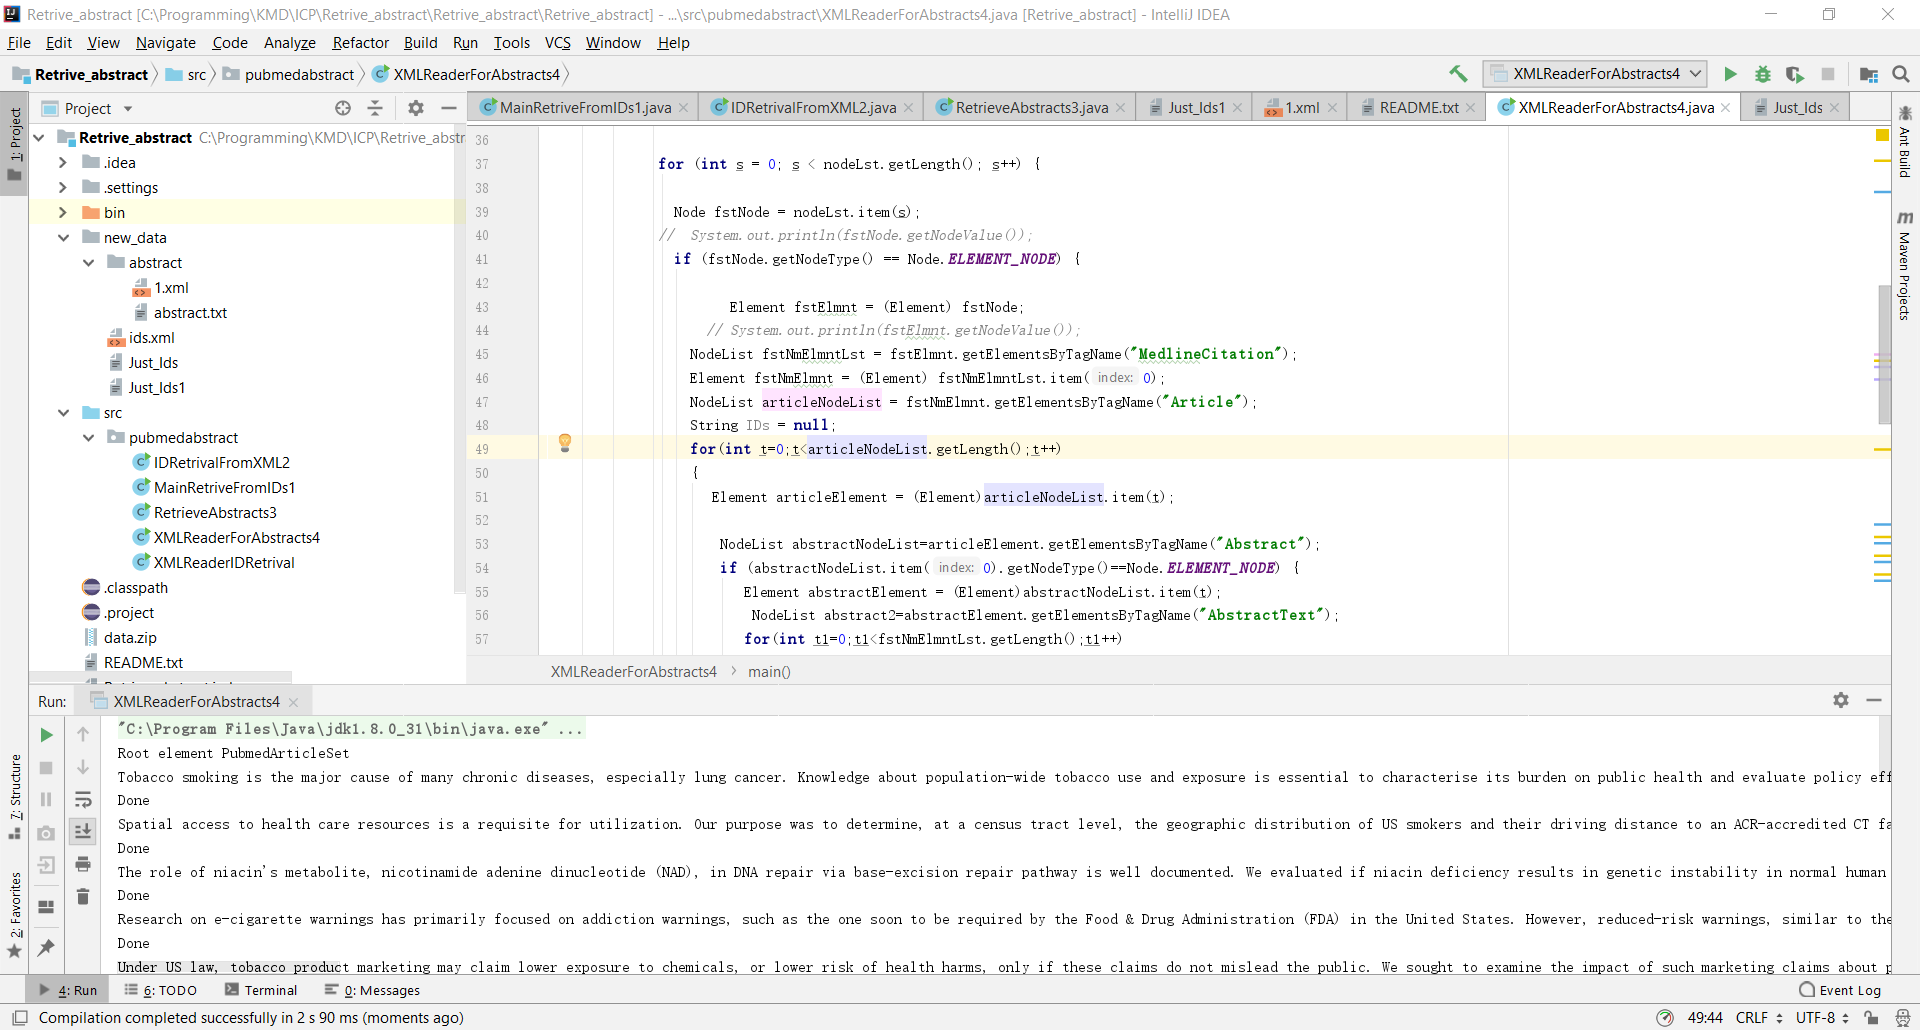 Retrive_abstract [C:\Programming\KMD\ICP\Retrive_abstract\Retrive_abstract\Retrive_abstract] - ...\src\pubmedabstract\XMLReaderForAbstracts4.java [Retrive_abstract] - IntelliJ IDEA
File Edit View Navigate Code Analyze Refactor Build Run Tools VCS Window Help
Retrive_abstract src pubmedabstract XMLReaderForAbstracts4 XMLReaderForAbstracts4
Project
MainRetriveFromIDs1.java IDRetrivalFromXML2.java RetrieveAbstracts3.java Just_Ids1 1.xml README.txt XMLReaderForAbstracts4.java Just_Ids
1: Project
Retrive_abstract C:\Programming\KMD\ICP\Retrive_abstr
.idea
.settings
bin
new_data
abstract
1.xml
abstract.txt
ids.xml
Just_Ids
Just_Ids1
src
pubmedabstract
IDRetrivalFromXML2
MainRetriveFromIDs1
RetrieveAbstracts3
XMLReaderForAbstracts4
XMLReaderIDRetrival
.classpath
.project
data.zip
README.txt
36
37 for (int s = 0; s < nodeLst.getLength(); s++) {
38
39 Node fstNode = nodeLst.item(s);
40 // System.out.println(fstNode.getNodeValue());
41 if (fstNode.getNodeType() == Node.ELEMENT_NODE) {
42
43 Element fstElmnt = (Element) fstNode;
44 // System.out.println(fstElmnt.getNodeValue());
45 NodeList fstNmElmntLst = fstElmnt.getElementsByTagName("MedlineCitation");
46 Element fstNmElmnt = (Element) fstNmElmntLst.item( index: 0);
47 NodeList articleNodeList = fstNmElmnt.getElementsByTagName("Article");
48 String IDs = null;
49 for(int t=0;t<articleNodeList.getLength();t++)
50 {
51 Element articleElement = (Element)articleNodeList.item(t);
52
53 NodeList abstractNodeList=articleElement.getElementsByTagName("Abstract");
54 if (abstractNodeList.item( index: 0).getNodeType()==Node.ELEMENT_NODE) {
55 Element abstractElement = (Element)abstractNodeList.item(t);
56 NodeList abstract2=abstractElement.getElementsByTagName("AbstractText");
57 for(int t1=0;t1<fstNmElmntLst.getLength();t1++)
XMLReaderForAbstracts4 main()
Ant Build
Maven Projects
Run: XMLReaderForAbstracts4
"C:\Program Files\Java\jdk1.8.0_31\bin\java.exe" ...
Root element PubmedArticleSet
Tobacco smoking is the major cause of many chronic diseases, especially lung cancer. Knowledge about population-wide tobacco use and exposure is essential to characterise its burden on public health and evaluate policy eff
Done
Spatial access to health care resources is a requisite for utilization. Our purpose was to determine, at a census tract level, the geographic distribution of US smokers and their driving distance to an ACR-accredited CT fa
Done
The role of niacin's metabolite, nicotinamide adenine dinucleotide (NAD), in DNA repair via base-excision repair pathway is well documented. We evaluated if niacin deficiency results in genetic instability in normal human
Done
Research on e-cigarette warnings has primarily focused on addiction warnings, such as the one soon to be required by the Food & Drug Administration (FDA) in the United States. However, reduced-risk warnings, similar to the
Done
Under US law, tobacco product marketing may claim lower exposure to chemicals, or lower risk of health harms, only if these claims do not mislead the public. We sought to examine the impact of such marketing claims about p
7: Structure
2: Favorites
4: Run 6: TODO Terminal 0: Messages Event Log
Compilation completed successfully in 2 s 90 ms (moments ago) 49:44 CRLF UTF-8